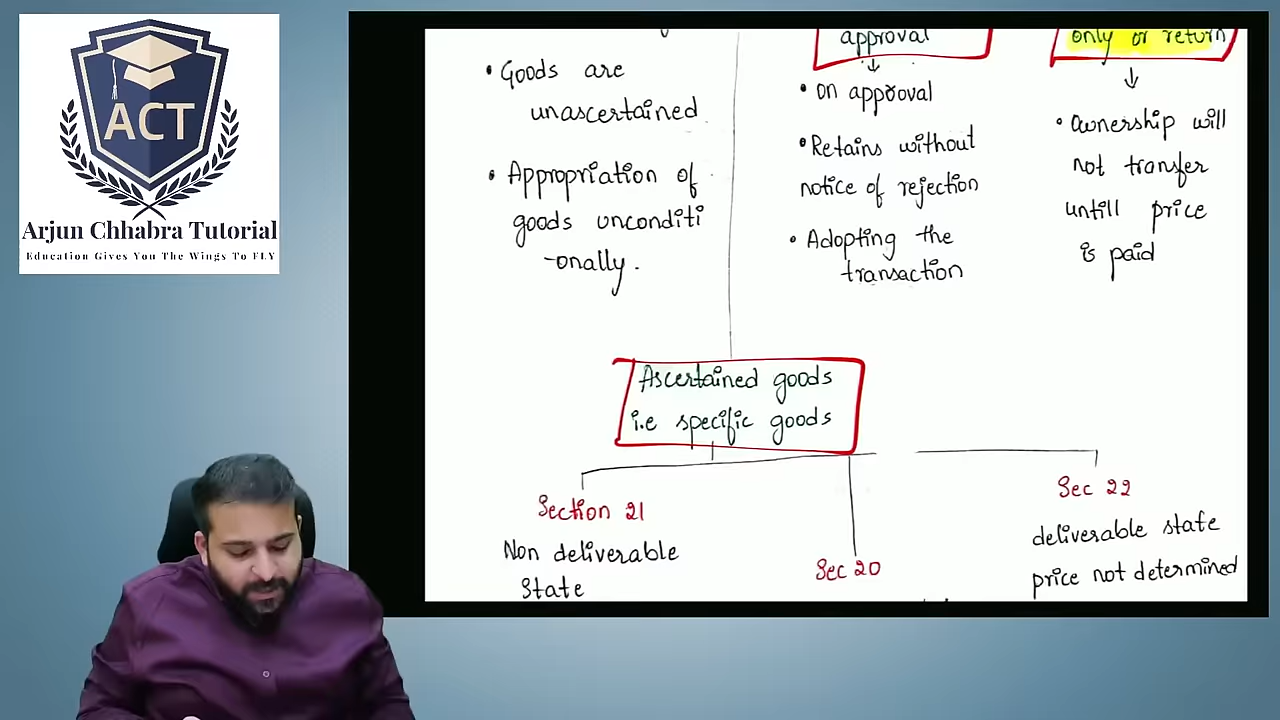 ACT
Arjun Chhabra Tutorial
Education Gives You The Wings To FLY
• Goods are
unascertained
• Appropriation of
goods unconditi
-onally.
approval
• on approval
• Retains without
notice of rejection
• Adopting the
transaction
only or return
• Ownership will
not transfer
untill price
is paid
Ascertained goods
i.e specific goods
Section 21
Non deliverable
State
Sec 20
Sec 22
deliverable state
price not determined